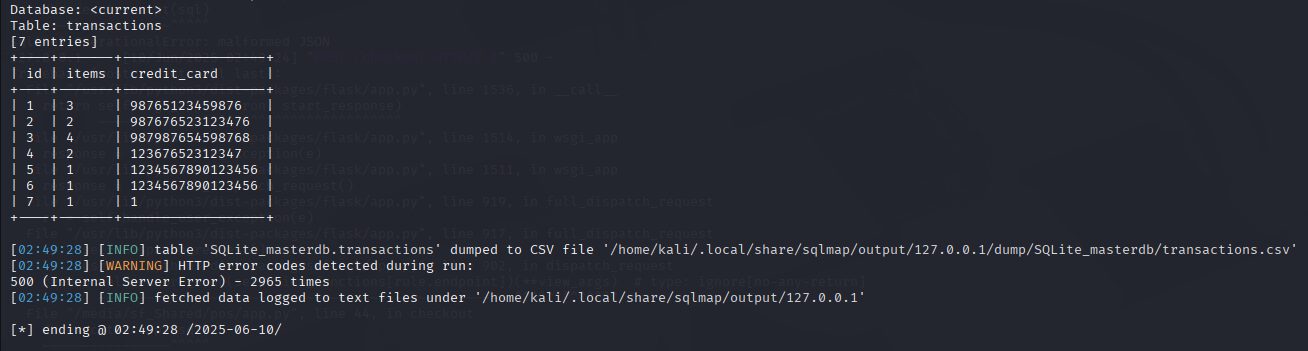 Database: <current>
Table: transactions
[7 entries]
+----+-------+------------------+
| id | items | credit_card      |
+----+-------+------------------+
| 1  | 3     | 98765123459876   |
| 2  | 2     | 987676523123476  |
| 3  | 4     | 987987654598768  |
| 4  | 2     | 12367652312347   |
| 5  | 1     | 1234567890123456 |
| 6  | 1     | 1234567890123456 |
| 7  | 1     | 1                |
+----+-------+------------------+
[02:49:28] [INFO] table 'SQLite_masterdb.transactions' dumped to CSV file '/home/kali/.local/share/sqlmap/output/127.0.0.1/dump/SQLite_masterdb/transactions.csv'
[02:49:28] [WARNING] HTTP error codes detected during run:
500 (Internal Server Error) - 2965 times
[02:49:28] [INFO] fetched data logged to text files under '/home/kali/.local/share/sqlmap/output/127.0.0.1'
[*] ending @ 02:49:28 /2025-06-10/